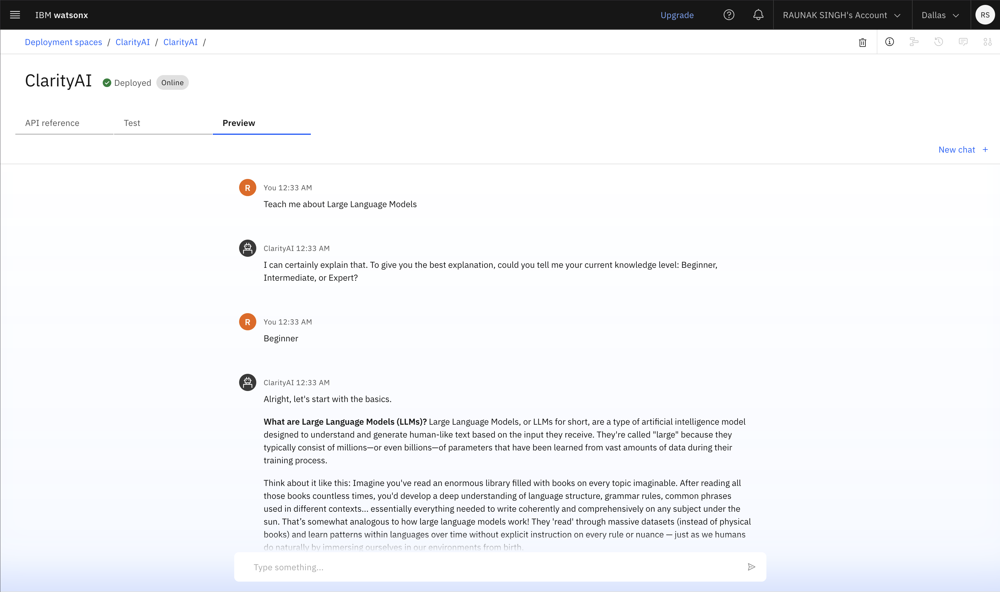 IBM watsonx
Upgrade
RAUNAK SINGH's Account
Dallas
RS
Deployment spaces / ClarityAI / ClarityAI /
ClarityAI
Deployed
Online
API reference
Test
Preview
New chat +
R
You 12:33 AM
Teach me about Large Language Models
ClarityAI 12:33 AM
I can certainly explain that. To give you the best explanation, could you tell me your current knowledge level: Beginner,
Intermediate, or Expert?
R
You 12:33 AM
Beginner
ClarityAI 12:33 AM
Alright, let's start with the basics.
What are Large Language Models (LLMs)? Large Language Models, or LLMs for short, are a type of artificial intelligence model
designed to understand and generate human-like text based on the input they receive. They're called "large" because they
typically consist of millions—or even billions—of parameters that have been learned from vast amounts of data during their
training process.
Think about it like this: Imagine you've read an enormous library filled with books on every topic imaginable. After reading all
those books countless times, you'd develop a deep understanding of language structure, grammar rules, common phrases
used in different contexts... essentially everything needed to write coherently and comprehensively on any subject under the
sun. That’s somewhat analogous to how large language models work! They 'read' through massive datasets (instead of physical
books) and learn patterns within languages over time without explicit instruction on every rule or nuance — just as we humans
do naturally by immersing ourselves in our environments from birth.
Type something...